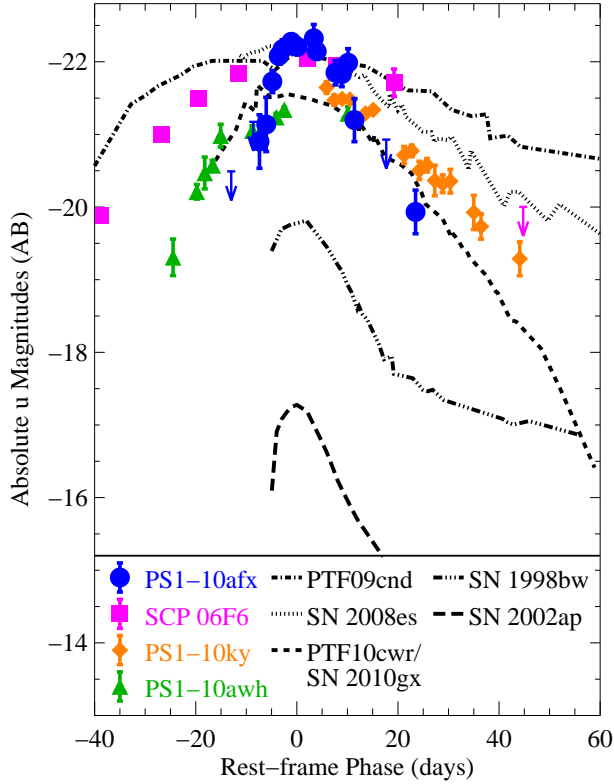 Absolute u Magnitudes (AB)
−22
−20
−18
−16
−14
PS1−10afx
SCP 06F6
PS1−10ky
PS1−10awh
PTF09cnd
SN 2008es
PTF10cwr/
SN 2010gx
SN 1998bw
SN 2002ap
−40 −20 0 20 40 60
Rest−frame Phase (days)